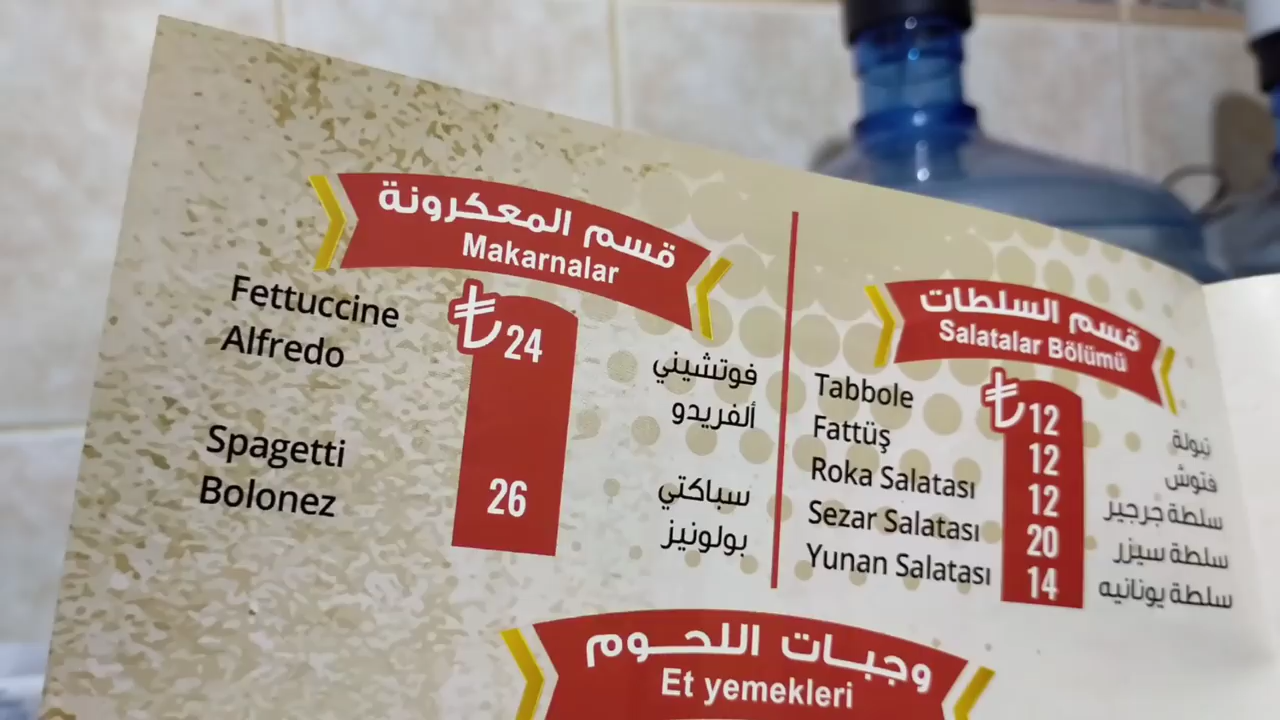 قسم المعكرونة
Makarnalar
Fettuccine
Alfredo
₺24
فوتشيني
ألفريدو
Spagetti
Bolonez
26
سباكتي
بولونيز
قسم السلطات
Salatalar Bölümü
Tabbole ₺12 تبولة
Fattüş 12 فتوش
Roka Salatası 12 سلطة جرجير
Sezar Salatası 20 سلطة سيزر
Yunan Salatası 14 سلطة يونانيه
وجبات اللحوم
Et yemekleri